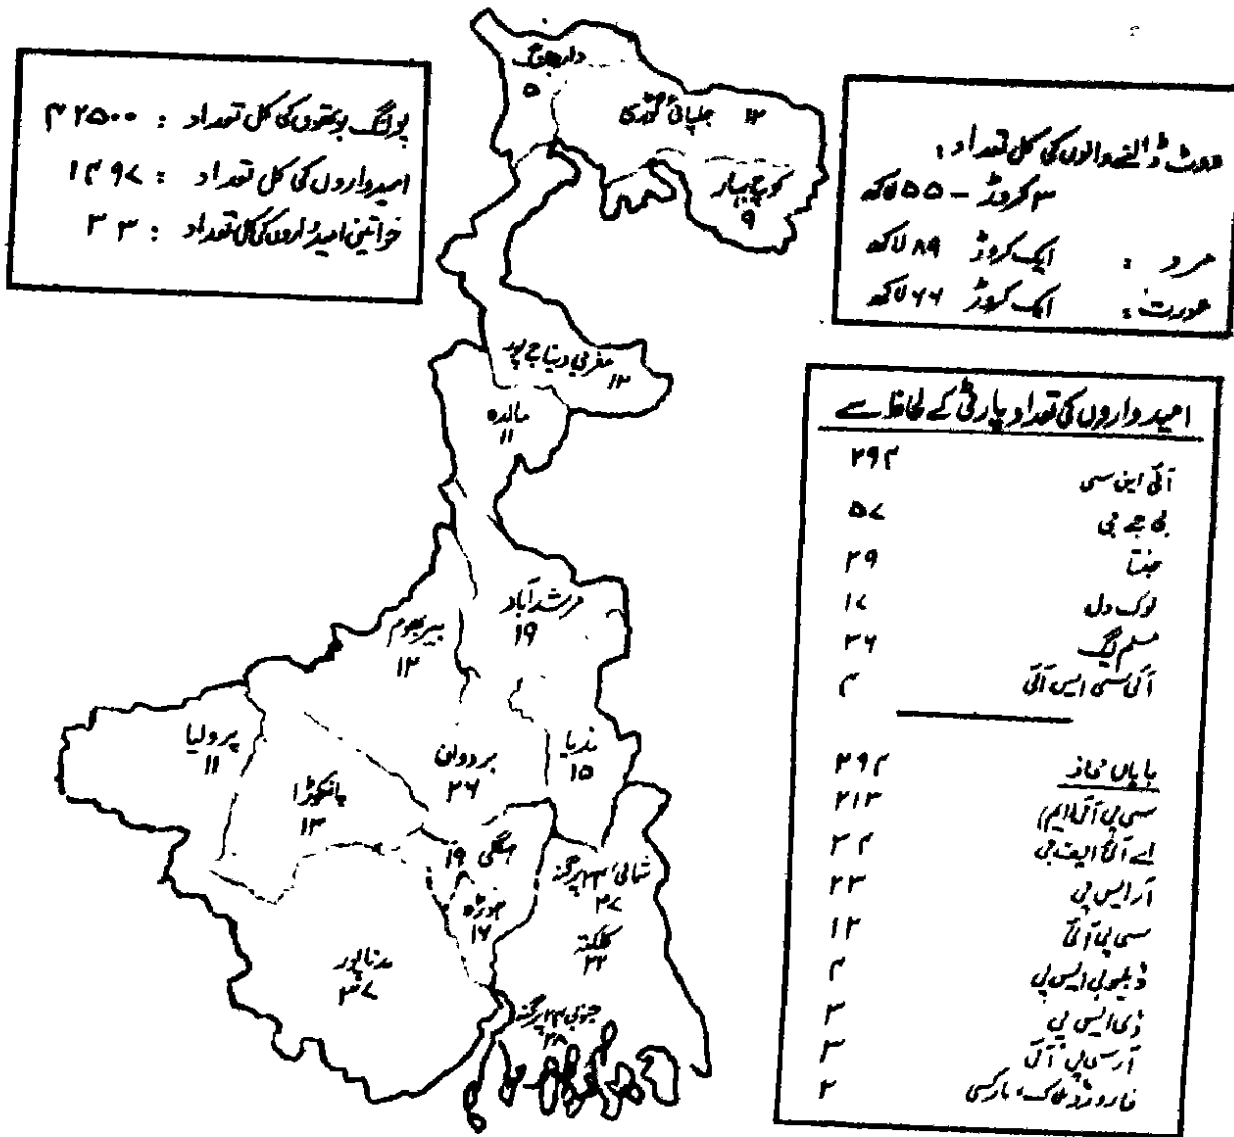 پولنگ بوتھوں کی کل تعداد : ۴۲۵۰۰
امیدواروں کی کل تعداد : ۱۴۹۷
خواتین امیدواروں کی کل تعداد : ۳۳
ووٹ ڈالنے والوں کی کل تعداد :
۳ کروڑ – ۵۵ لاکھ
مرد : ایک کروڑ ۸۹ لاکھ
عورت : ایک کروڑ ۶۶ لاکھ
دارجلنگ
۵
جلپائی گوڑی ۱۲
کوچ بہار
۹
مغربی دیناج پور
۱۲
مالدہ
۱۱
مرشدآباد
۱۹
بیربھوم
۱۲
پرولیا
۱۱
بانکوڑا
۱۳
بردوان
۲۶
ندیا
۱۵
ہگلی ۱۹
ہوڑہ
۱۶
شمالی ۲۴ پرگنہ
۲۷
کلکتہ
۲۲
مدناپور
۳۷
جنوبی ۲۴ پرگنہ
امیدواروں کی تعداد پارٹی کے لحاظ سے
آئی این سی ۲۹۴
بی جے پی ۵۷
جنتا ۲۹
لوک دل ۱۷
مسلم لیگ ۳۶
آئی سی ایس آئی ۴
بایاں محاذ ۲۹۴
سی پی آئی (ایم) ۲۱۳
اے آئی ایف بی ۳۴
آر ایس پی ۲۳
سی پی آئی ۱۲
ڈبلیو بی ایس پی ۴
ڈی ایس پی ۳
آر سی پی آئی ۳
فارورڈ بلاک، مارکسی ۲